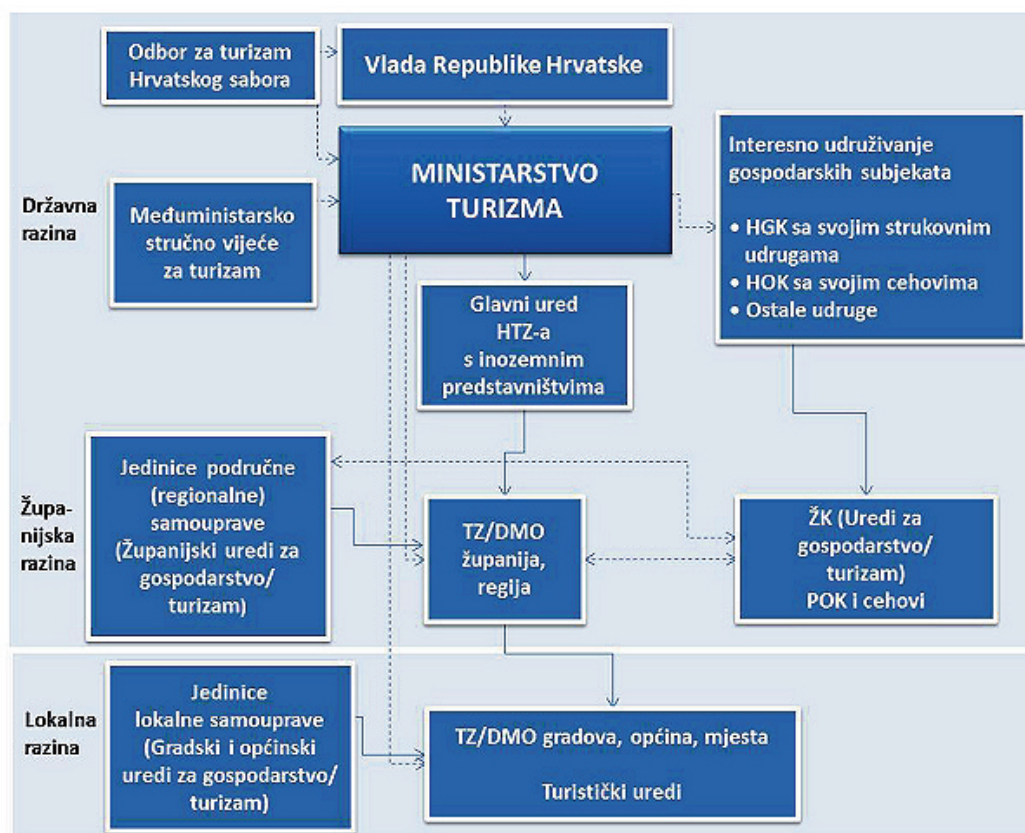 Odbor za turizam
Hrvatskog sabora
Vlada Republike Hrvatske
MINISTARSTVO
TURIZMA
Interesno udruživanje
gospodarskih subjekata
• HGK sa svojim strukovnim
udrugama
• HOK sa svojim cehovima
• Ostale udruge
Državna
razina
Međuministarsko
stručno vijeće
za turizam
Glavni ured
HTZ-a
s inozemnim
predstavništvima
Župa-
nijska
razina
Jedinice područne
(regionalne)
samouprave
(Županijski uredi za
gospodarstvo/
turizam)
TZ/DMO
županija,
regija
ŽK (Uredi za
gospodarstvo/
turizam)
POK i cehovi
Lokalna
razina
Jedinice
lokalne samouprave
(Gradski i općinski
uredi za gospodarstvo/
turizam)
TZ/DMO gradova, općina, mjesta
Turistički uredi